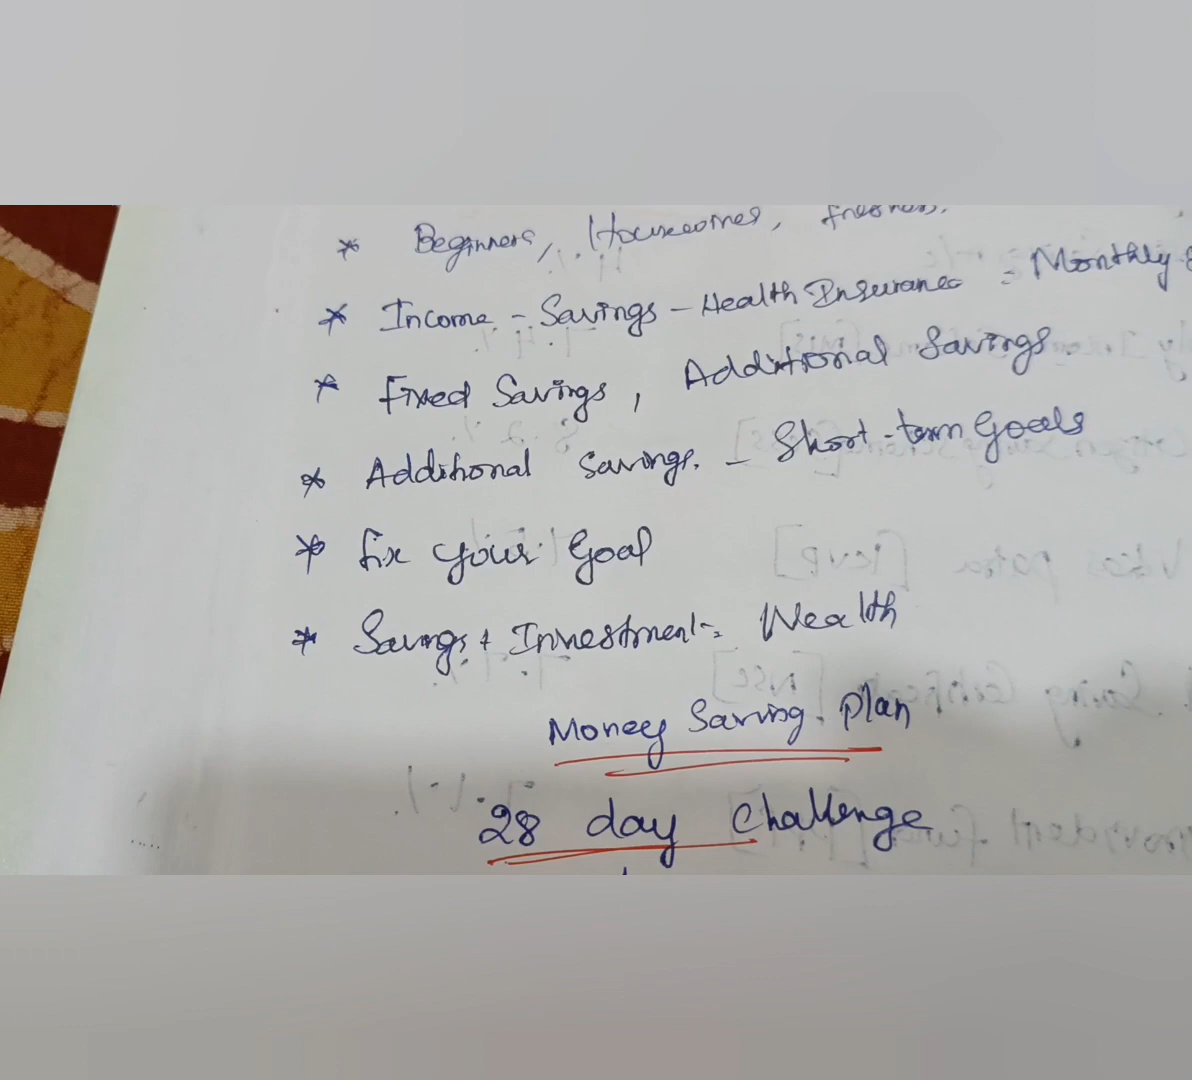 * Beginners, Housewives, freshers.
* Income - Savings - Health Insurance = Monthly
* Fixed Savings, Additional Savings.
* Additional Savings. - Short-term Goals
* fix your Goal
* Savings + Investment = Wealth
Money Saving Plan
28 day Challenge